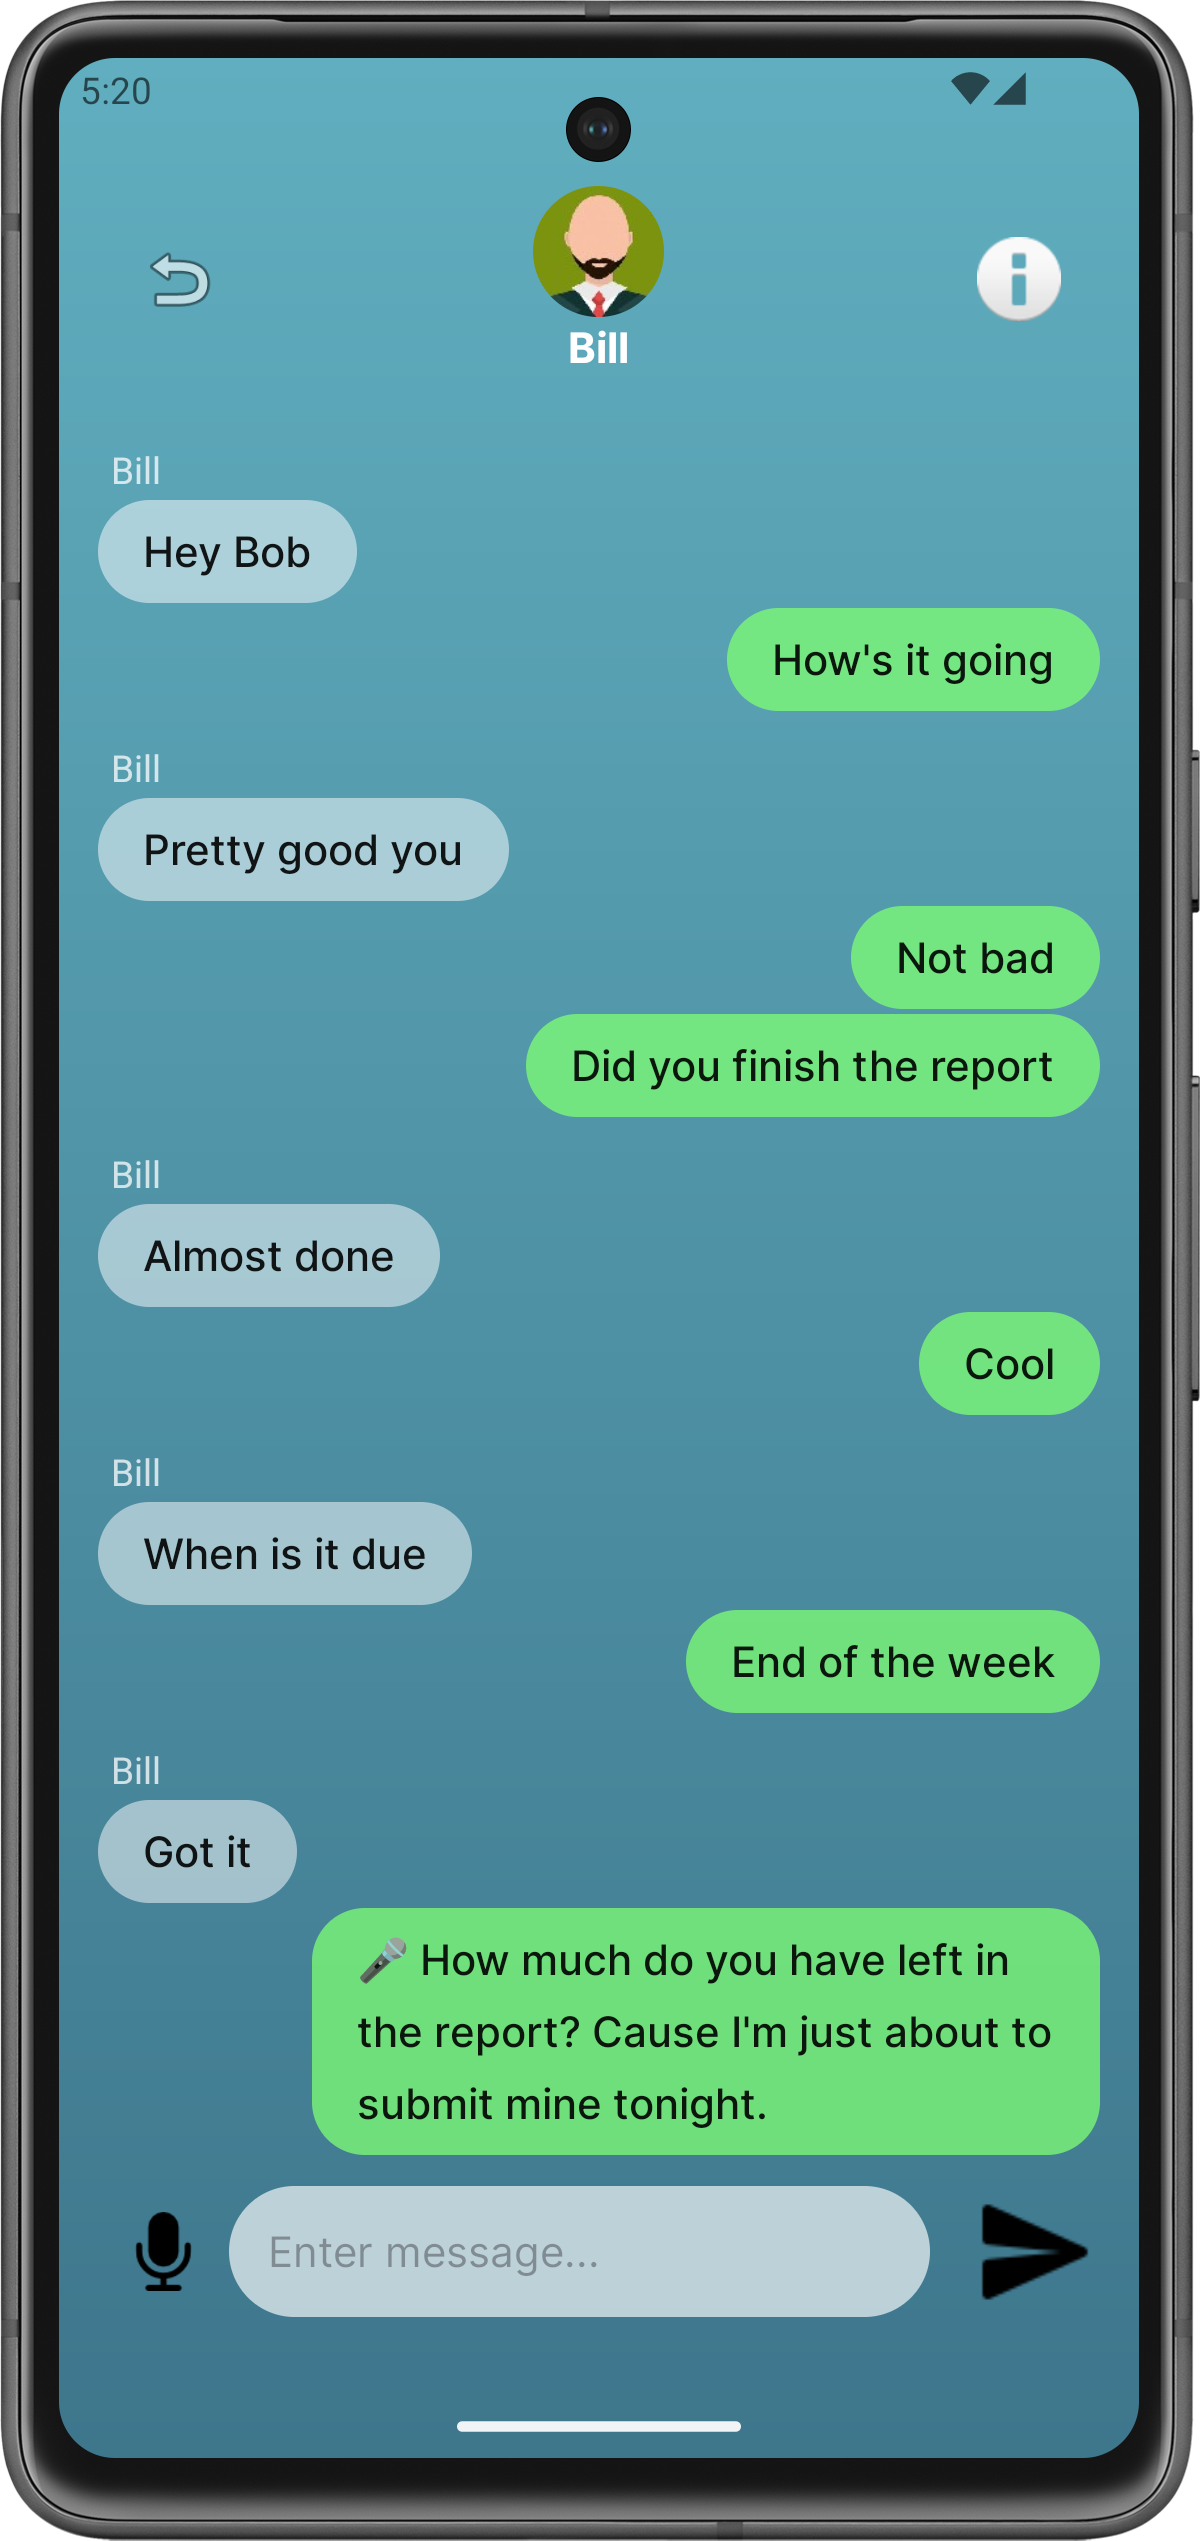 5:20
Bill
Bill
Hey Bob
How's it going
Bill
Pretty good you
Not bad
Did you finish the report
Bill
Almost done
Cool
Bill
When is it due
End of the week
Bill
Got it
🎤 How much do you have left in
the report? Cause I'm just about to
submit mine tonight.
Enter message...